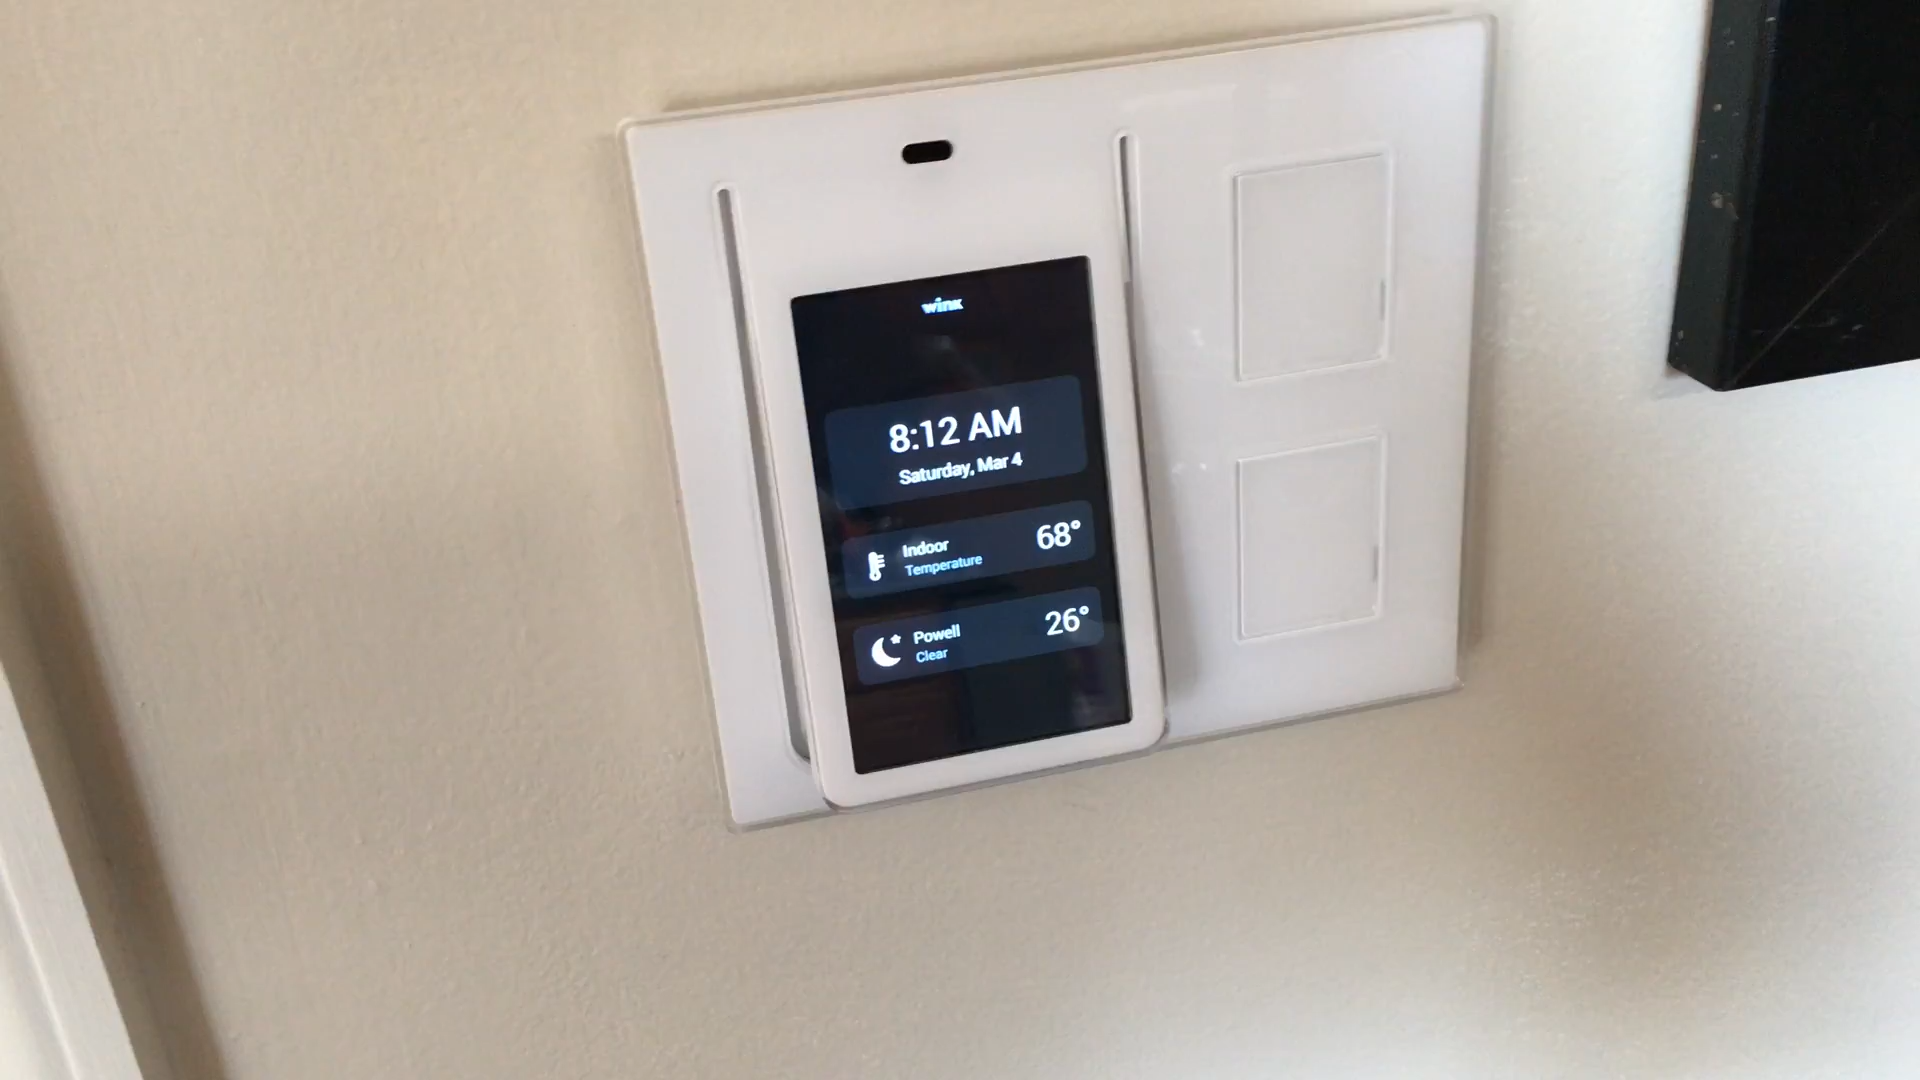 wink
8:12 AM
Saturday, Mar 4
Indoor
Temperature
68°
Powell
Clear
26°